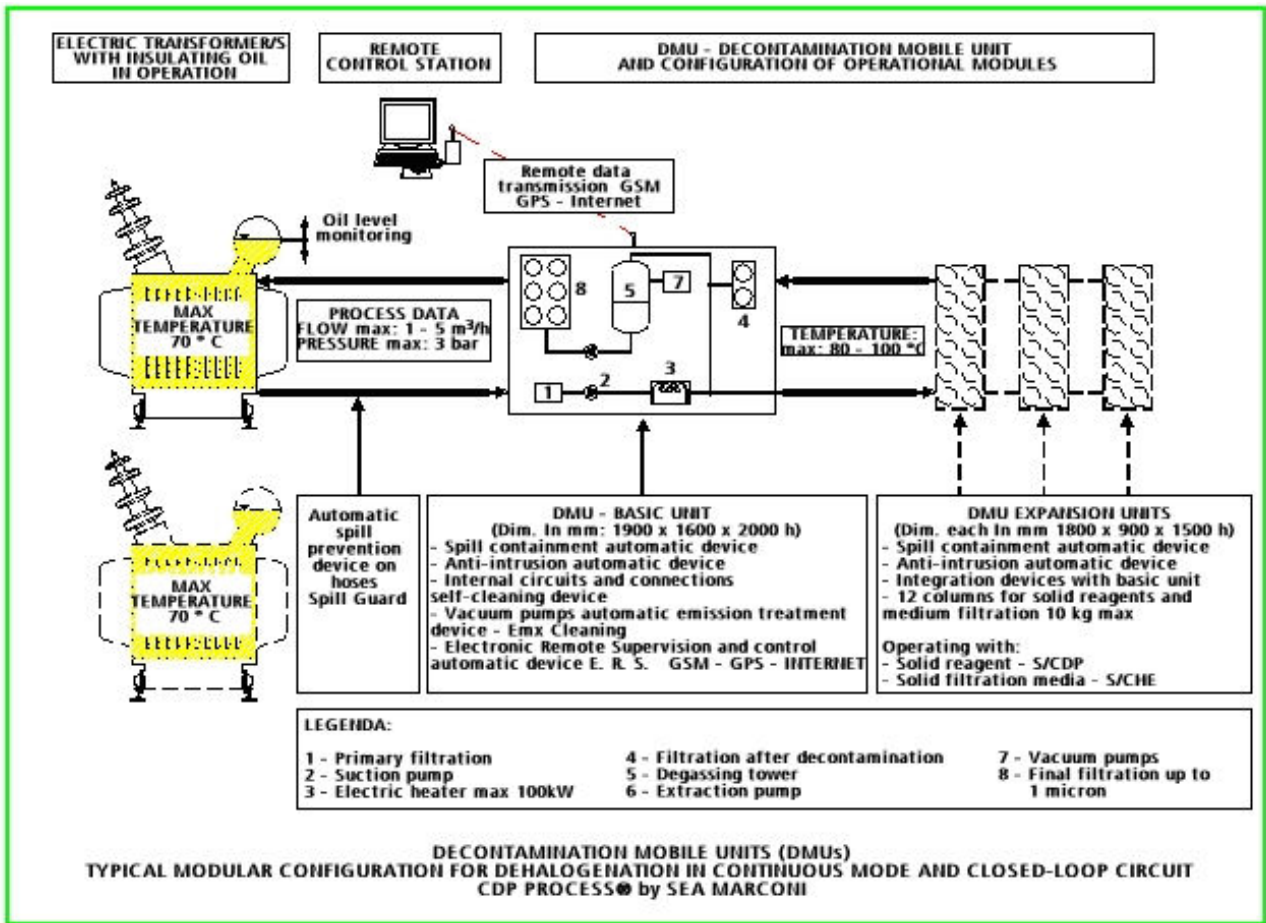 ELECTRIC TRANSFORMER/S
WITH INSULATING OIL
IN OPERATION
REMOTE
CONTROL STATION
DMU - DECONTAMINATION MOBILE UNIT
AND CONFIGURATION OF OPERATIONAL MODULES
Remote data
transmission GSM
GPS - Internet
Oil level
monitoring
MAX
TEMPERATURE
70 ° C
PROCESS DATA
FLOW max: 1 - 5 m³/h
PRESSURE max: 3 bar
8
5
7
4
TEMPERATURE:
max: 80 - 100 °C
1
2
3
MAX
TEMPERATURE
70 ° C
Automatic
spill
prevention
device on
hoses
Spill Guard
DMU - BASIC UNIT
(Dim. In mm: 1900 x 1600 x 2000 h)
- Spill containment automatic device
- Anti-intrusion automatic device
- Internal circuits and connections
self-cleaning device
- Vacuum pumps automatic emission treatment
device - Emx Cleaning
- Electronic Remote Supervision and control
automatic device E. R. S. GSM - GPS - INTERNET
DMU EXPANSION UNITS
(Dim. each In mm 1800 x 900 x 1500 h)
- Spill containment automatic device
- Anti-intrusion automatic device
- Integration devices with basic unit
- 12 columns for solid reagents and
medium filtration 10 kg max
Operating with:
- Solid reagent - S/CDP
- Solid filtration media - S/CHE
LEGENDA:
1 - Primary filtration
2 - Suction pump
3 - Electric heater max 100kW
4 - Filtration after decontamination
5 - Degassing tower
6 - Extraction pump
7 - Vacuum pumps
8 - Final filtration up to
1 micron
DECONTAMINATION MOBILE UNITS (DMUs)
TYPICAL MODULAR CONFIGURATION FOR DEHALOGENATION IN CONTINUOUS MODE AND CLOSED-LOOP CIRCUIT
CDP PROCESS® by SEA MARCONI